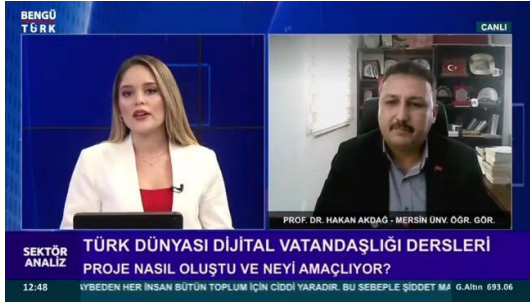 BENGÜ
TÜRK
CANLI
PROF. DR. HAKAN AKDAĞ - MERSİN ÜNV. ÖĞR. GÖR.
SEKTÖR
ANALİZ
TÜRK DÜNYASI DİJİTAL VATANDAŞLIĞI DERSLERİ
PROJE NASIL OLUŞTU VE NEYİ AMAÇLIYOR?
12:48 AYBEDEN HER İNSAN BÜTÜN TOPLUM İÇİN CİDDİ YARADIR. BU SEBEPLE ŞİDDET MA G.Altın 693.06